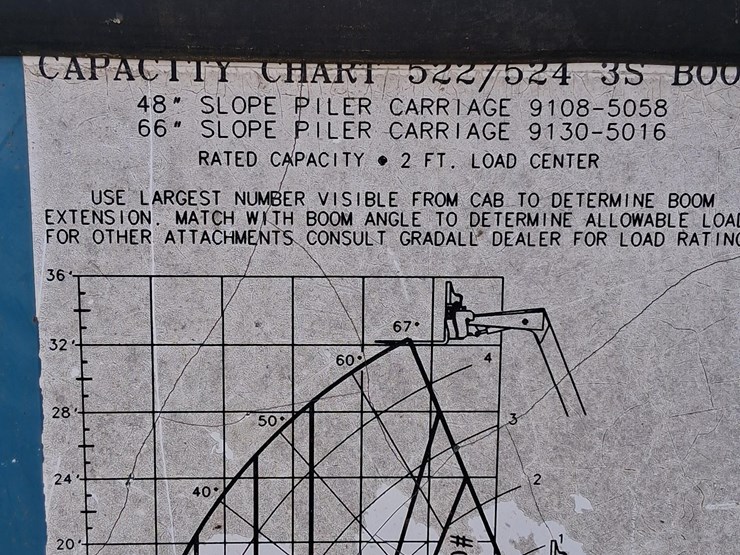 CAPACITY CHART 522/524 3S BOO
48" SLOPE PILER CARRIAGE 9108-5058
66" SLOPE PILER CARRIAGE 9130-5016
RATED CAPACITY • 2 FT. LOAD CENTER
USE LARGEST NUMBER VISIBLE FROM CAB TO DETERMINE BOOM
EXTENSION. MATCH WITH BOOM ANGLE TO DETERMINE ALLOWABLE LOAD
FOR OTHER ATTACHMENTS CONSULT GRADALL DEALER FOR LOAD RATING
36'
67°
32'
60°
4
28'
50°
3
24'
40°
2
20'
#
1